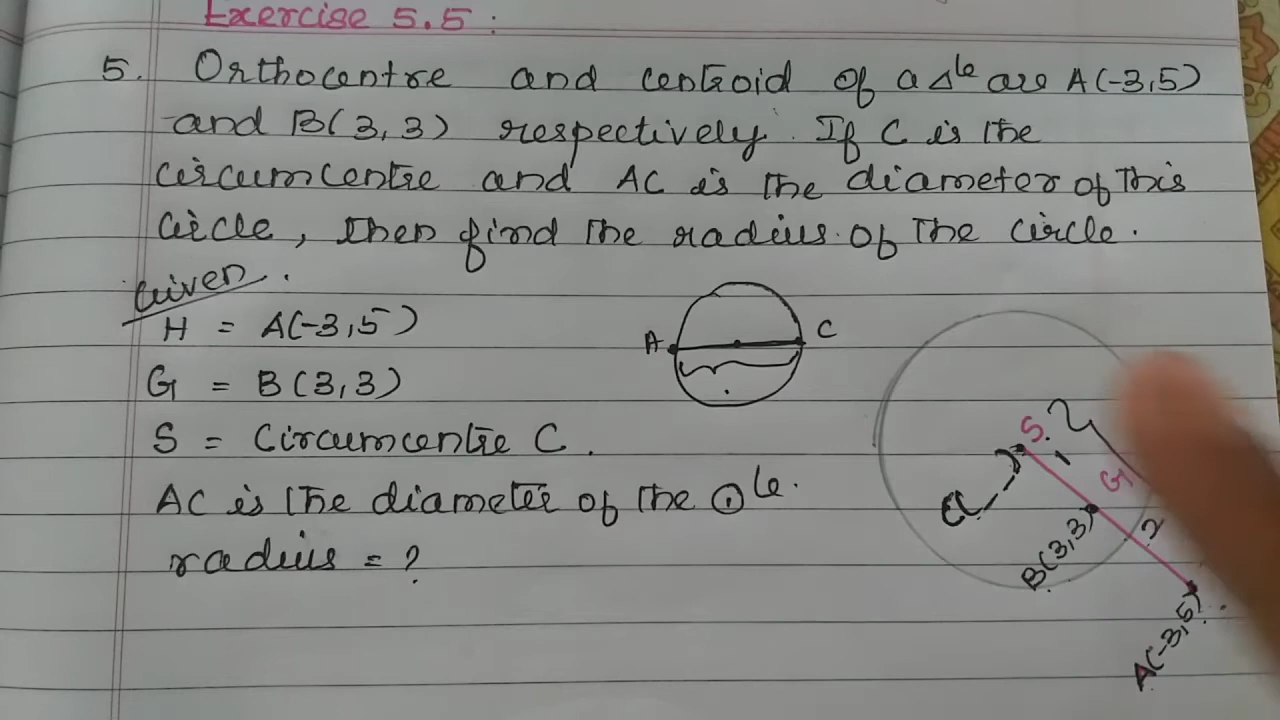 Exercise 5.5:
5. Orthocentre and centroid of a Δle are A(-3,5)
and B(3,3) respectively. If C is the
circumcentre and AC is the diameter of this
circle, then find the radius of the circle.
Given.
H = A(-3,5)
G = B(3,3)
S = Circumcentre C.
AC is the diameter of the ⊙le.
radius = ?
A
C
S.
1
G
B(3,3)
2
A(-3,5)